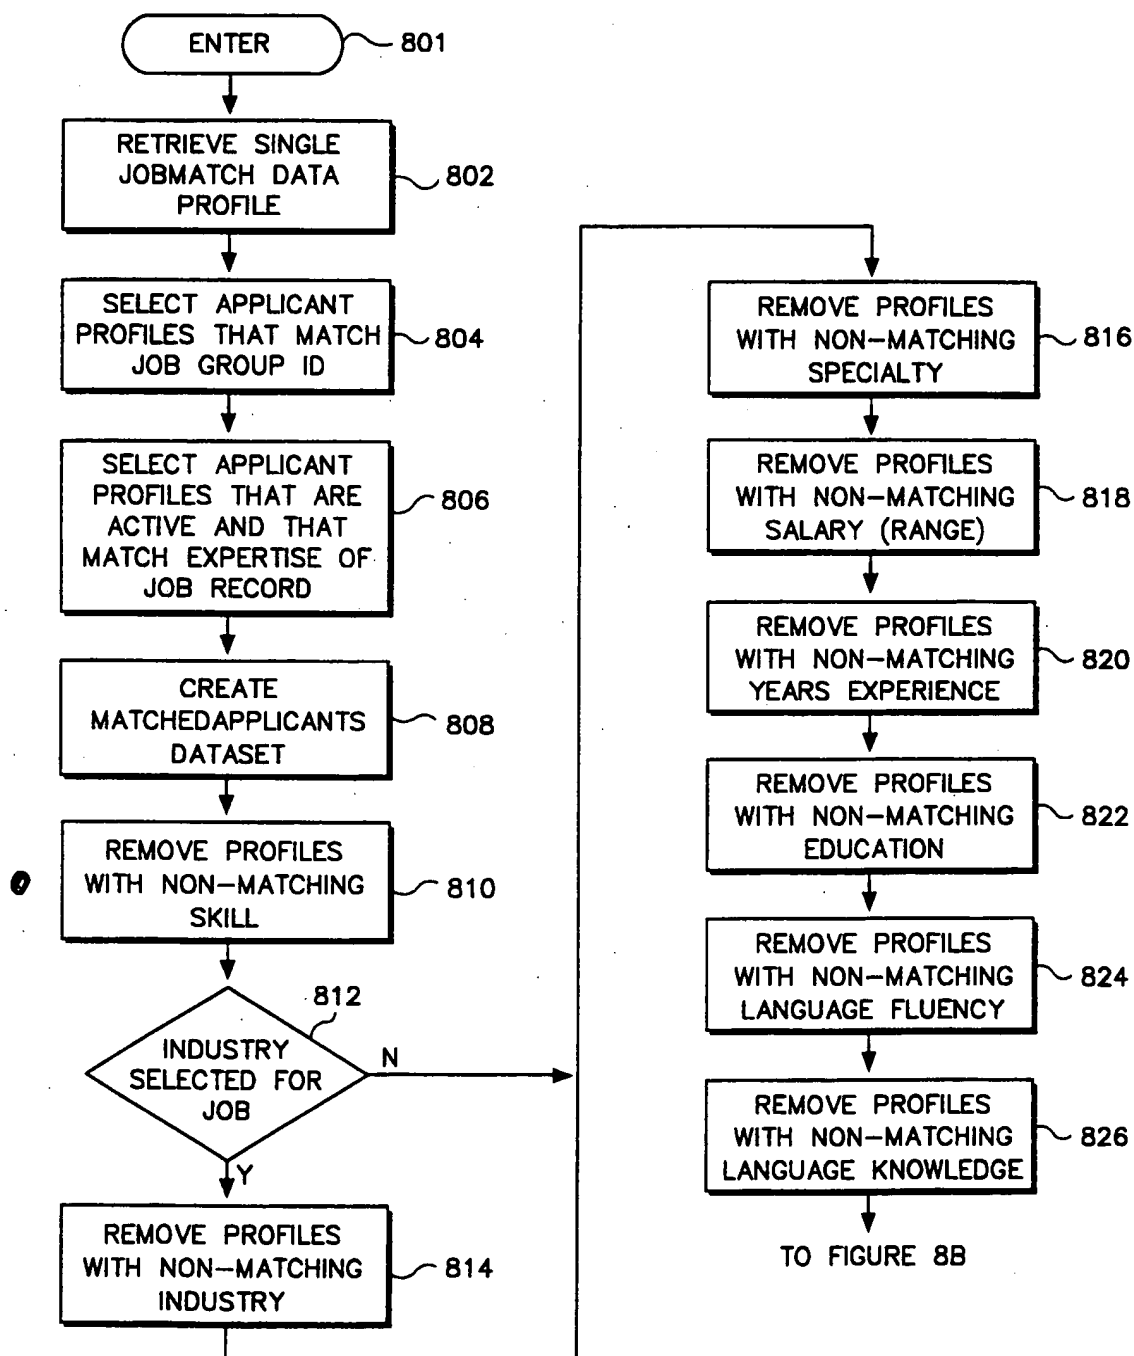 ENTER
801
RETRIEVE SINGLE
JOBMATCH DATA
PROFILE
802
SELECT APPLICANT
PROFILES THAT MATCH
JOB GROUP ID
804
SELECT APPLICANT
PROFILES THAT ARE
ACTIVE AND THAT
MATCH EXPERTISE OF
JOB RECORD
806
CREATE
MATCHEDAPPLICANTS
DATASET
808
REMOVE PROFILES
WITH NON-MATCHING
SKILL
810
812
INDUSTRY
SELECTED FOR
JOB
N
Y
REMOVE PROFILES
WITH NON-MATCHING
INDUSTRY
814
REMOVE PROFILES
WITH NON-MATCHING
SPECIALTY
816
REMOVE PROFILES
WITH NON-MATCHING
SALARY (RANGE)
818
REMOVE PROFILES
WITH NON-MATCHING
YEARS EXPERIENCE
820
REMOVE PROFILES
WITH NON-MATCHING
EDUCATION
822
REMOVE PROFILES
WITH NON-MATCHING
LANGUAGE FLUENCY
824
REMOVE PROFILES
WITH NON-MATCHING
LANGUAGE KNOWLEDGE
826
TO FIGURE 8B